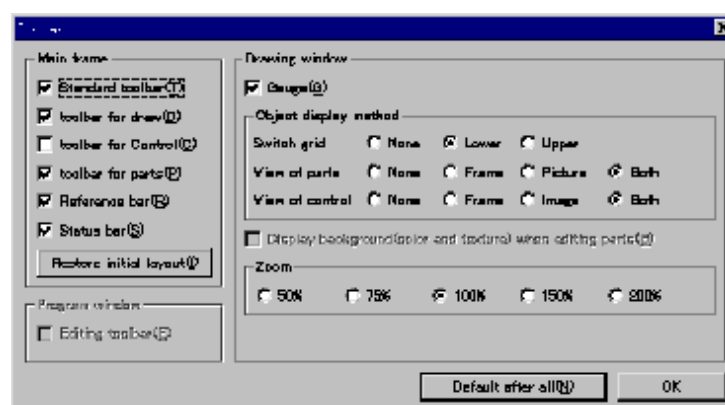 Main frame
Standard toolbar(T)
toolbar for draw(D)
toolbar for Control(C)
toolbar for parts(P)
Reference bar(R)
Status bar(S)
Restore initial layout(I)
Program window
Editing toolbar(E)
Drawing window
Gauge(G)
Object display method
Switch grid None Lower Upper
View of parts None Frame Picture Both
View of control None Frame Image Both
Display background(color and texture) when editing parts
Zoom
50% 75% 100% 150% 200%
Default after all(N) OK